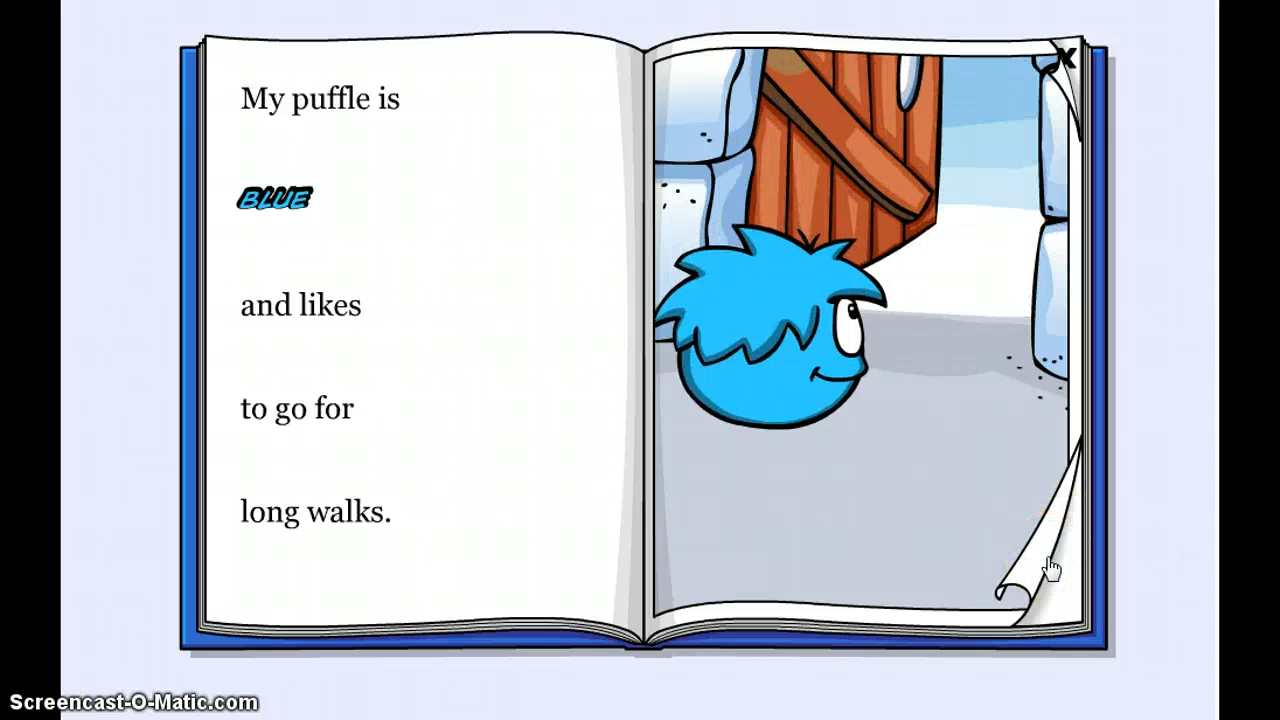 My puffle is
BLUE
and likes
to go for
long walks.
X
Screencast-O-Matic.com